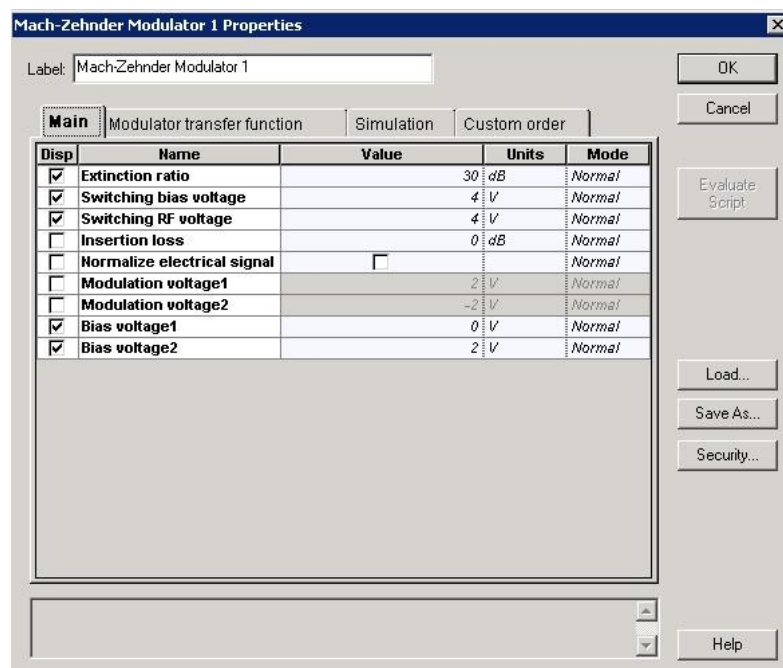 Mach-Zehnder Modulator 1 Properties
Label: Mach-Zehnder Modulator 1
OK
Cancel
Evaluate Script
Load...
Save As...
Security...
Help
Main Modulator transfer function Simulation Custom order
Disp Name Value Units Mode
Extinction ratio 30 dB Normal
Switching bias voltage 4 V Normal
Switching RF voltage 4 V Normal
Insertion loss 0 dB Normal
Normalize electrical signal Normal
Modulation voltage1 2 V Normal
Modulation voltage2 -2 V Normal
Bias voltage1 0 V Normal
Bias voltage2 2 V Normal